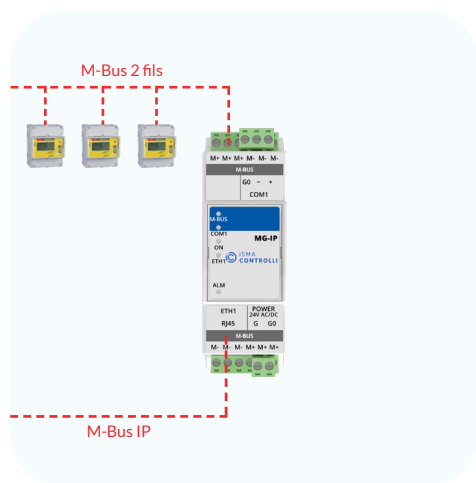 M-Bus 2 fils
M+ M+ M+ M- M- M-
M-BUS
G0 – +
COM1
M-BUS
COM1
MG-IP
ON
ETH1
iSMA
CONTROLLI
ALM
ETH1
POWER
24V AC/DC
RJ45
G G0
M-BUS
M- M- M- M+ M+ M+
M-Bus IP